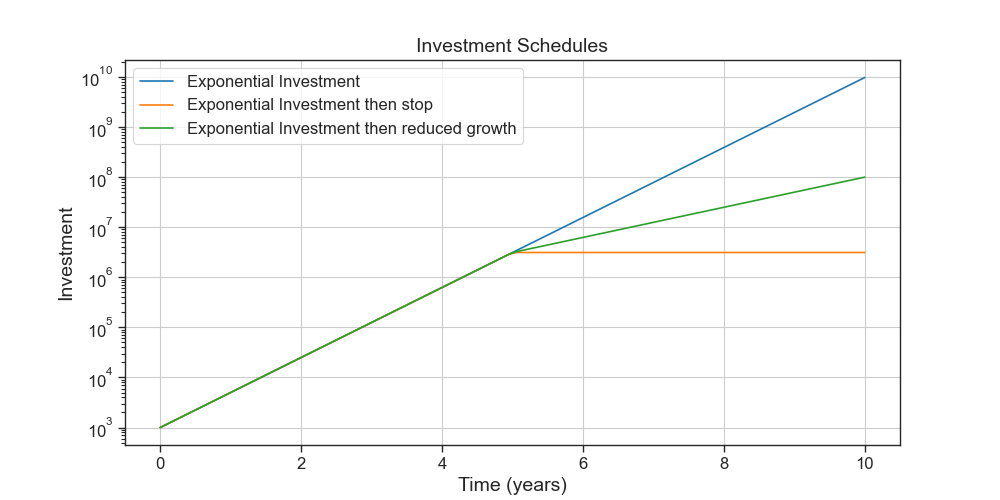 Investment Schedules
Exponential Investment
Exponential Investment then stop
Exponential Investment then reduced growth
Investment
10^10
10^9
10^8
10^7
10^6
10^5
10^4
10^3
0 2 4 6 8 10
Time (years)